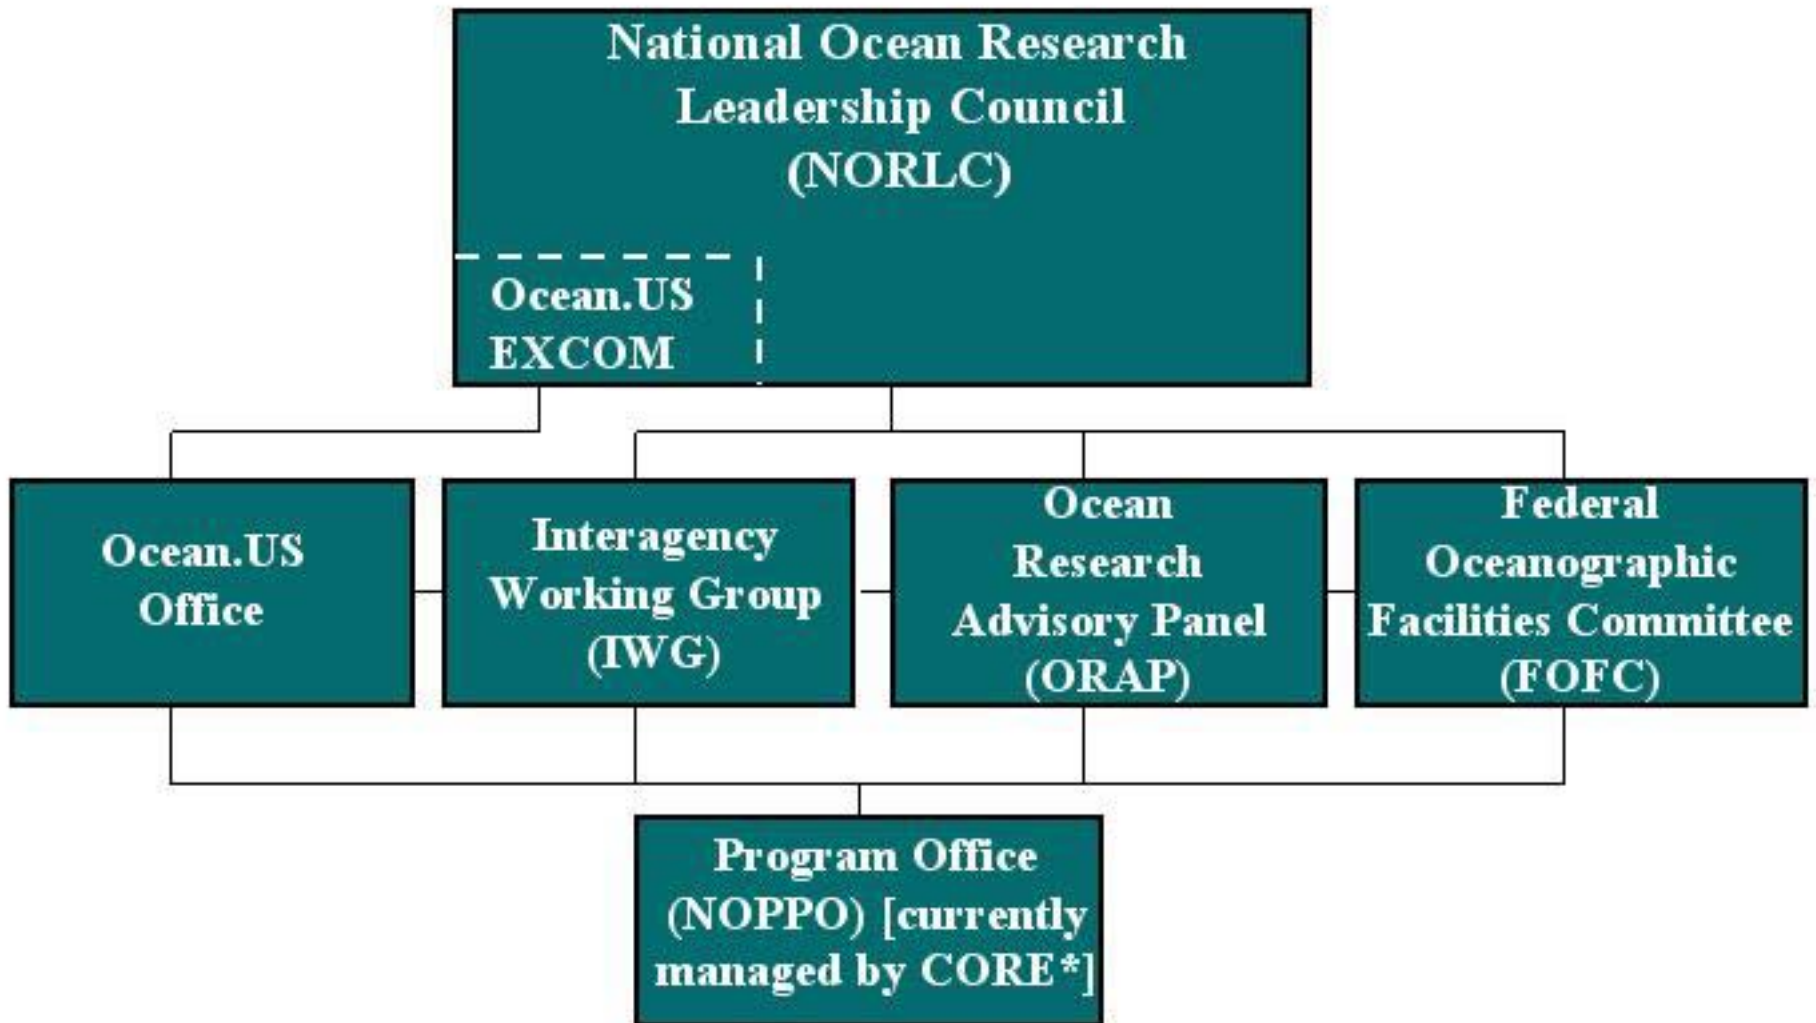 National Ocean Research
Leadership Council
(NORLC)
Ocean.US
EXCOM
Ocean.US
Office
Interagency
Working Group
(IWG)
Ocean
Research
Advisory Panel
(ORAP)
Federal
Oceanographic
Facilities Committee
(FOFC)
Program Office
(NOPPO) [currently
managed by CORE*]